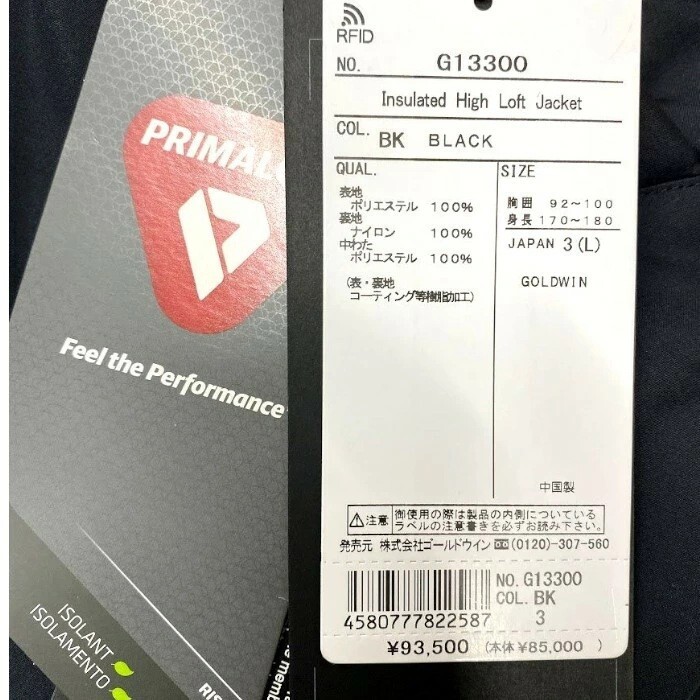 PRIMAL
Feel the Performance
ISOLANT
ISOLAMENTO
RIS
e membe
RFID
NO. G13300
Insulated High Loft Jacket
COL. BK BLACK
QUAL.
表地
ポリエステル 100%
裏地
ナイロン 100%
中わた
ポリエステル 100%
(表・裏地
コーティング等樹脂加工)
SIZE
胸囲 92~100
身長 170~180
JAPAN 3(L)
GOLDWIN
中国製
注意 御使用の際は製品の内側についている
ラベルの注意書きを必ずお読み下さい。
発売元 株式会社ゴールドウイン (0120)-307-560
NO. G13300
COL. BK
3
4580777822587
¥93,500 (本体¥85,000)